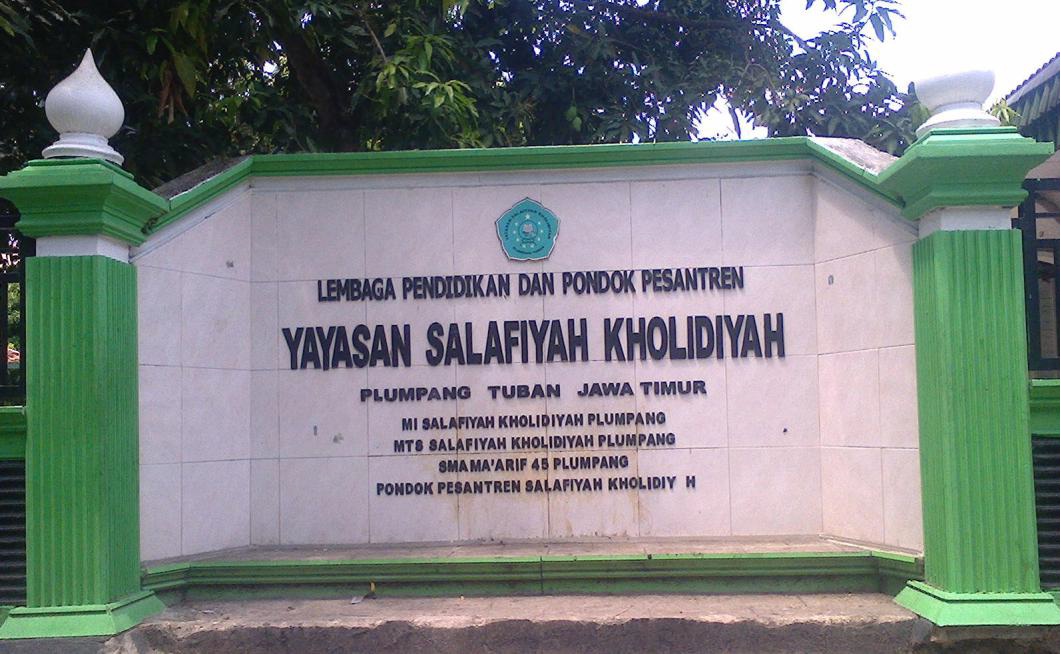 LEMBAGA PENDIDIKAN DAN PONDOK PESANTREN
YAYASAN SALAFIYAH KHOLIDIYAH
PLUMPANG TUBAN JAWA TIMUR
MI SALAFIYAH KHOLIDIYAH PLUMPANG
MTS SALAFIYAH KHOLIDIYAH PLUMPANG
SMA MA'ARIF 45 PLUMPANG
PONDOK PESANTREN SALAFIYAH KHOLIDIY H